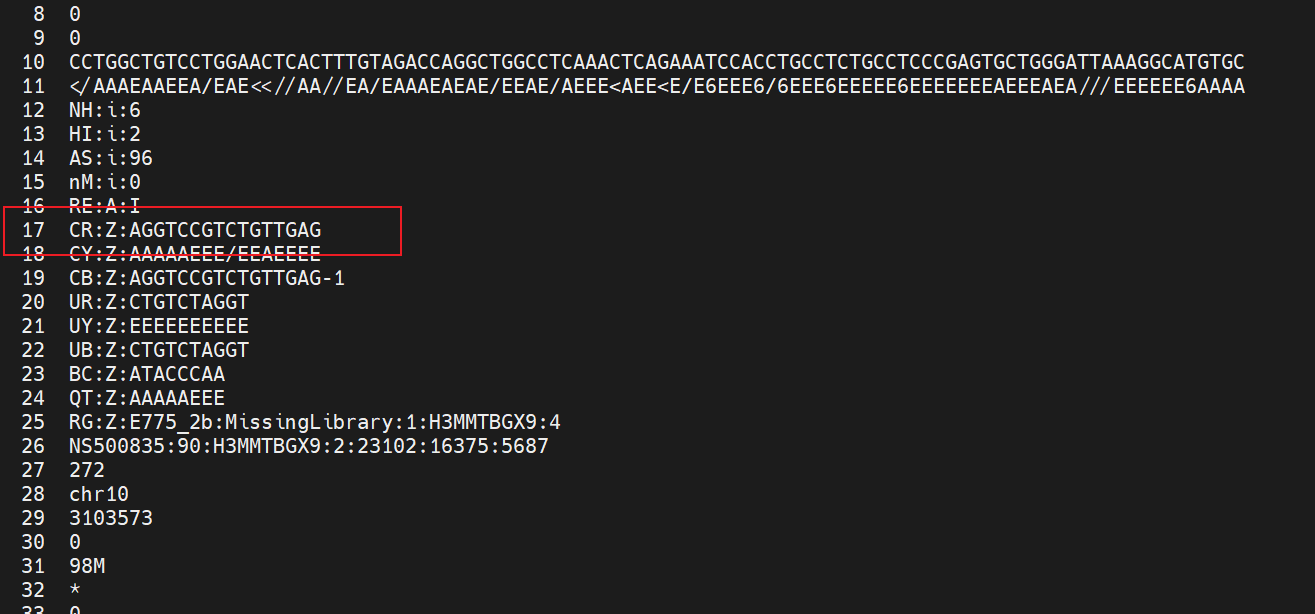 8 0
9 0
10 CCTGGCTGTCCTGGAACTCACTTTGTAGACCAGGCTGGCCTCAAACTCAGAAATCCACCTGCCTCTGCCTCCCGAGTGCTGGGATTAAAGGCATGTGC
11 </AAAEAAEEA/EAE<<//AA//EA/EAAAEAEAE/EEAE/AEEE<AEE<E/E6EEE6/6EEE6EEEEE6EEEEEEEAEEEAEA///EEEEEE6AAAA
12 NH:i:6
13 HI:i:2
14 AS:i:96
15 nM:i:0
16 RE:A:I
17 CR:Z:AGGTCCGTCTGTTGAG
18 CY:Z:AAAAAEEE/EEAEEEE
19 CB:Z:AGGTCCGTCTGTTGAG-1
20 UR:Z:CTGTCTAGGT
21 UY:Z:EEEEEEEEEE
22 UB:Z:CTGTCTAGGT
23 BC:Z:ATACCCAA
24 QT:Z:AAAAAEEE
25 RG:Z:E775_2b:MissingLibrary:1:H3MMTBGX9:4
26 NS500835:90:H3MMTBGX9:2:23102:16375:5687
27 272
28 chr10
29 3103573
30 0
31 98M
32 *
33 0